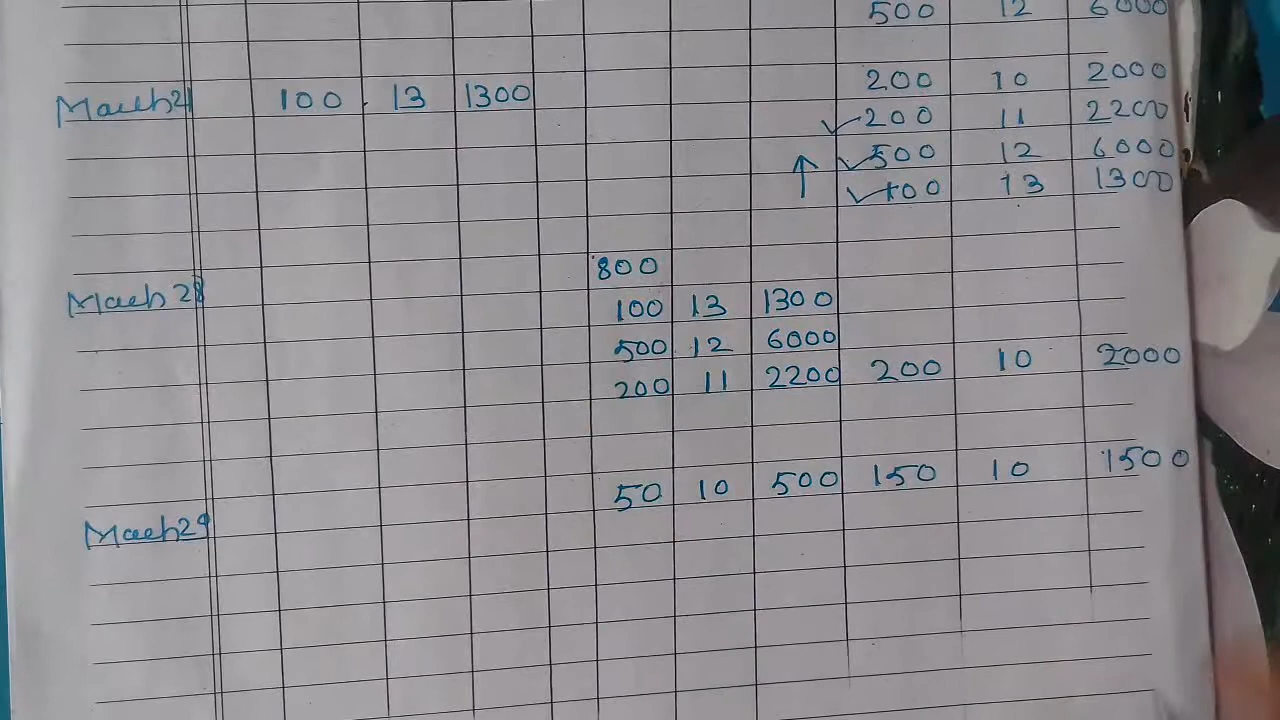 500 12 6000
200 10 2000
March 21 100 13 1300 200 11 2200
500 12 6000
100 13 1300
800
March 28 100 13 1300
500 12 6000
200 11 2200 200 10 2000
50 10 500 150 10 1500
March 29